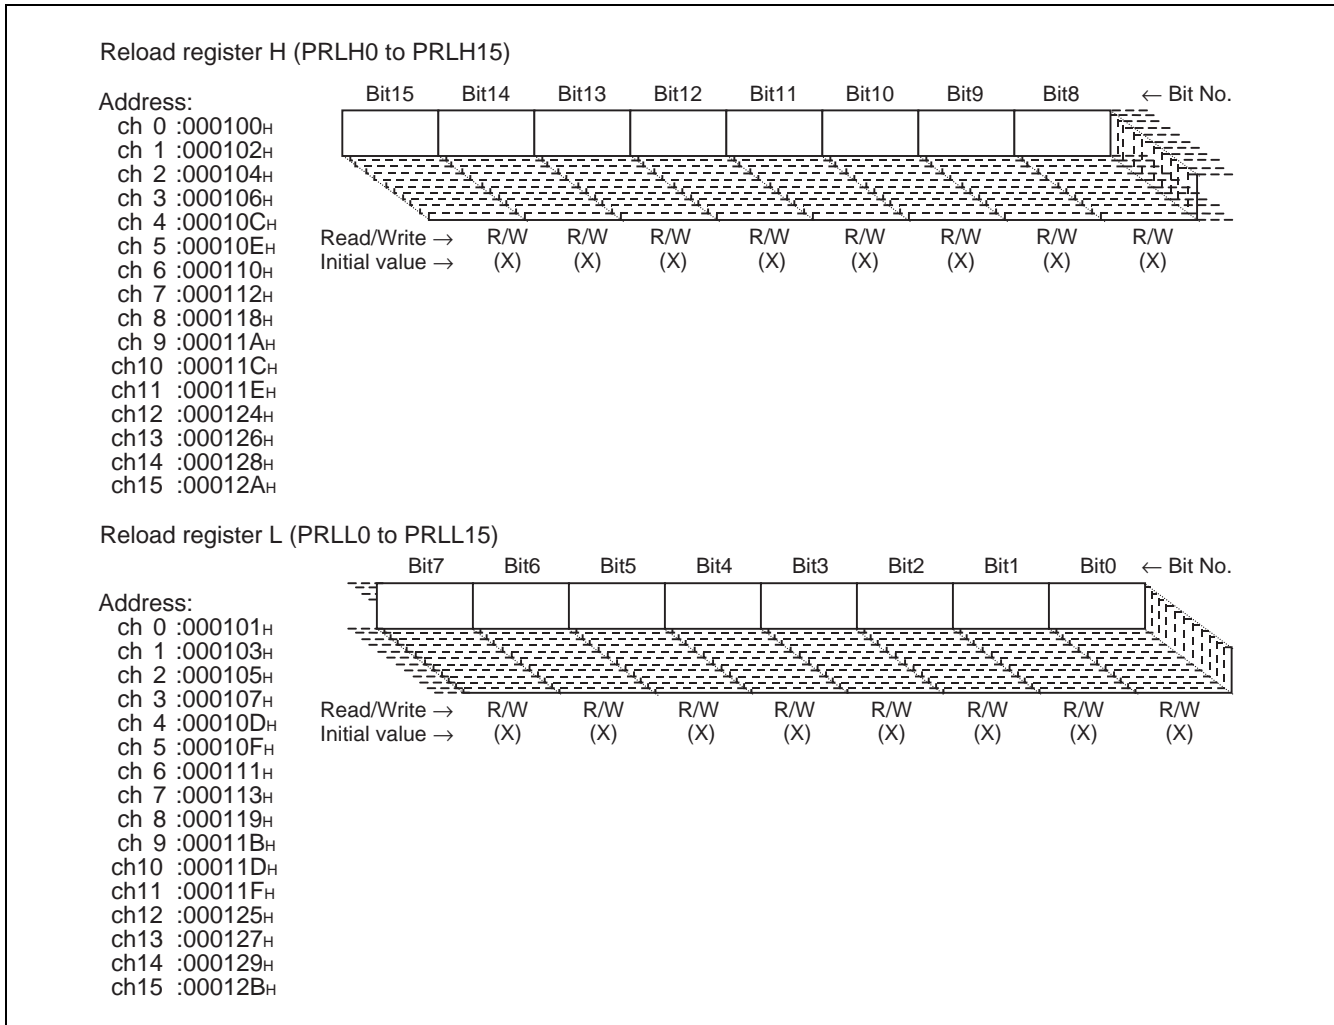 Reload register H (PRLH0 to PRLH15)
Bit15 Bit14 Bit13 Bit12 Bit11 Bit10 Bit9 Bit8 ← Bit No.
Address:
ch 0 :000100H
ch 1 :000102H
ch 2 :000104H
ch 3 :000106H
ch 4 :00010CH
Read/Write → R/W R/W R/W R/W R/W R/W R/W R/W
ch 5 :00010EH
Initial value → (X) (X) (X) (X) (X) (X) (X) (X)
ch 6 :000110H
ch 7 :000112H
ch 8 :000118H
ch 9 :00011AH
ch10 :00011CH
ch11 :00011EH
ch12 :000124H
ch13 :000126H
ch14 :000128H
ch15 :00012AH
Reload register L (PRLL0 to PRLL15)
Bit7 Bit6 Bit5 Bit4 Bit3 Bit2 Bit1 Bit0 ← Bit No.
Address:
ch 0 :000101H
ch 1 :000103H
ch 2 :000105H
ch 3 :000107H
Read/Write → R/W R/W R/W R/W R/W R/W R/W R/W
ch 4 :00010DH
Initial value → (X) (X) (X) (X) (X) (X) (X) (X)
ch 5 :00010FH
ch 6 :000111H
ch 7 :000113H
ch 8 :000119H
ch 9 :00011BH
ch10 :00011DH
ch11 :00011FH
ch12 :000125H
ch13 :000127H
ch14 :000129H
ch15 :00012BH